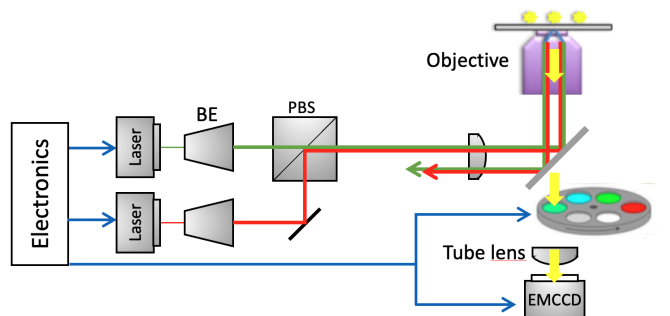 Objective
BE
PBS
Electronics
Laser
Laser
Tube lens
EMCCD